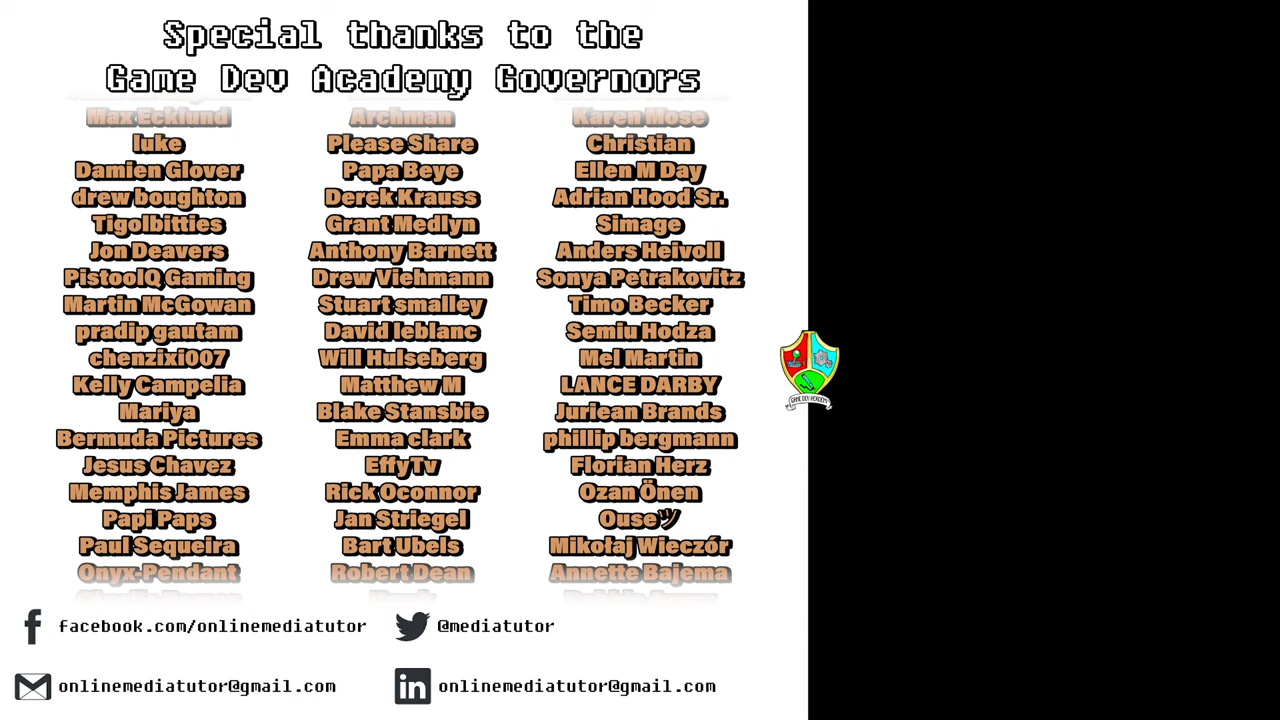 Special thanks to the
Game Dev Academy Governors
Max Ecklund
Archman
Karen Mose
luke
Please Share
Christian
Damien Glover
Papa Beye
Ellen M Day
drew boughton
Derek Krauss
Adrian Hood Sr.
Tigolbitties
Grant Medlyn
Simage
Jon Deavers
Anthony Barnett
Anders Heivoll
PistoolQ Gaming
Drew Viehmann
Sonya Petrakovitz
Martin McGowan
Stuart smalley
Timo Becker
pradip gautam
David leblanc
Semiu Hodza
chenzixi007
Will Hulseberg
Mel Martin
Kelly Campelia
Matthew M
LANCE DARBY
Mariya
Blake Stansbie
Juriean Brands
Bermuda Pictures
Emma clark
phillip bergmann
Jesus Chavez
EffyTv
Florian Herz
Memphis James
Rick Oconnor
Ozan Önen
Papi Paps
Jan Striegel
Ouseツ
Paul Sequeira
Bart Ubels
Mikołaj Wieczór
Onyx-Pendant
Robert Dean
Annette Bajema
GAME DEV ACADEMY
facebook.com/onlinemediatutor
@mediatutor
onlinemediatutor@gmail.com
onlinemediatutor@gmail.com